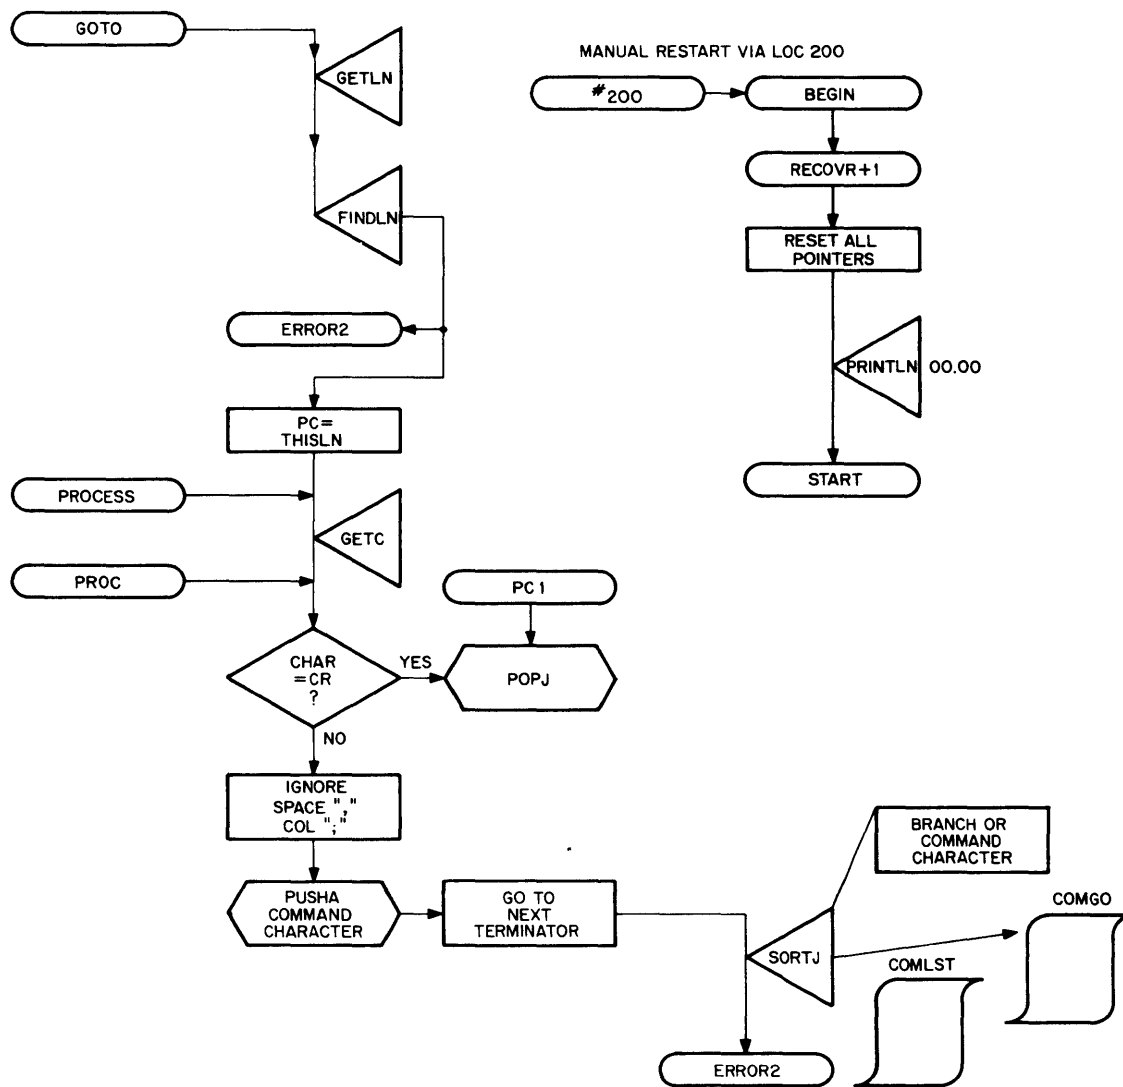 GOTO
GETLN
FINDLN
ERROR2
PC=
THISLN
PROCESS
GETC
PROC
CHAR
=CR
?
YES
NO
PC1
POPJ
IGNORE
SPACE ","
COL ";"
PUSHA
COMMAND
CHARACTER
GO TO
NEXT
TERMINATOR
SORTJ
BRANCH OR
COMMAND
CHARACTER
COMGO
COMLST
ERROR2
MANUAL RESTART VIA LOC 200
#200
BEGIN
RECOVR+1
RESET ALL
POINTERS
PRINTLN 00.00
START